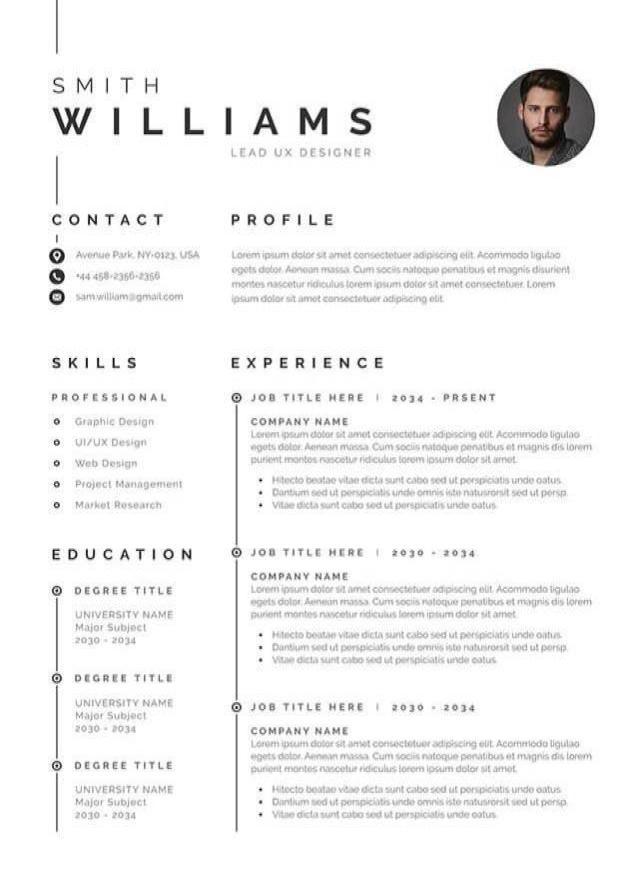 SMITH
WILLIAMS
LEAD UX DESIGNER
CONTACT
Avenue Park, NY-0123, USA
+44 458-2356-2356
sam.william@gmail.com
PROFILE
Lorem ipsum dolor sit amet consectetuer adipiscing elit. Acommodo ligulao
egets dolor. Aenean massa. Cum sociis natoque penatibus et magnis disurient
montes nascetur ridiculus lorem ipsum dolor sit consectetuer. Lorem
ipsum dolor sit amet consectetuer adipiscing elit.
SKILLS
PROFESSIONAL
Graphic Design
UI/UX Design
Web Design
Project Management
Market Research
EDUCATION
DEGREE TITLE
UNIVERSITY NAME
Major Subject
2030 - 2034
DEGREE TITLE
UNIVERSITY NAME
Major Subject
2030 - 2034
DEGREE TITLE
UNIVERSITY NAME
Major Subject
2030 - 2034
EXPERIENCE
JOB TITLE HERE | 2034 - PRSENT
COMPANY NAME
Lorem ipsum dolor sit amet consectetuer adipiscing elit. Acommodo ligulao
egets dolor. Aenean massa. Cum sociis natoque penatibus et magnis dis lorem
purient montes nascetur ridiculus lorem ipsum dolor sit amet.
• Hitecto beatae vitae dicta sunt cabo sed ut perspiciatis unde oatus.
• Dantium sed ut perspiciatis unde omnis iste natusrorsit sed ut persp.
• Vitae dicta sunt cabo sed ut perspiciatis unde oatus.
JOB TITLE HERE | 2030 - 2034
COMPANY NAME
Lorem ipsum dolor sit amet consectetuer adipiscing elit. Acommodo ligulao
egets dolor. Aenean massa. Cum sociis natoque penatibus et magnis dis lorem
purient montes nascetur ridiculus lorem ipsum dolor sit amet.
• Hitecto beatae vitae dicta sunt cabo sed ut perspiciatis unde oatus.
• Dantium sed ut perspiciatis unde omnis iste natusrorsit sed ut persp.
• Vitae dicta sunt cabo sed ut perspiciatis unde oatus.
JOB TITLE HERE | 2030 - 2034
COMPANY NAME
Lorem ipsum dolor sit amet consectetuer adipiscing elit. Acommodo ligulao
egets dolor. Aenean massa. Cum sociis natoque penatibus et magnis dis lorem
purient montes nascetur ridiculus lorem ipsum dolor sit amet.
• Hitecto beatae vitae dicta sunt cabo sed ut perspiciatis unde oatus.
• Dantium sed ut perspiciatis unde omnis iste natusrorsit sed ut persp.
• Vitae dicta sunt cabo sed ut perspiciatis unde oatus.